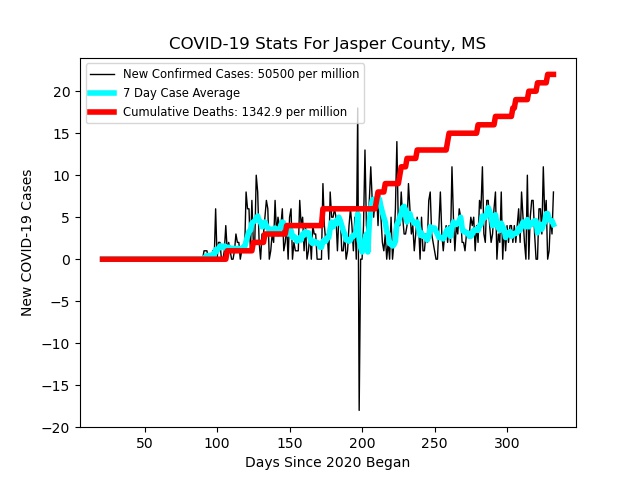 COVID-19 Stats For Jasper County, MS
New Confirmed Cases: 50500 per million
7 Day Case Average
Cumulative Deaths: 1342.9 per million
New COVID-19 Cases
20
15
10
5
0
−5
−10
−15
−20
50 100 150 200 250 300
Days Since 2020 Began